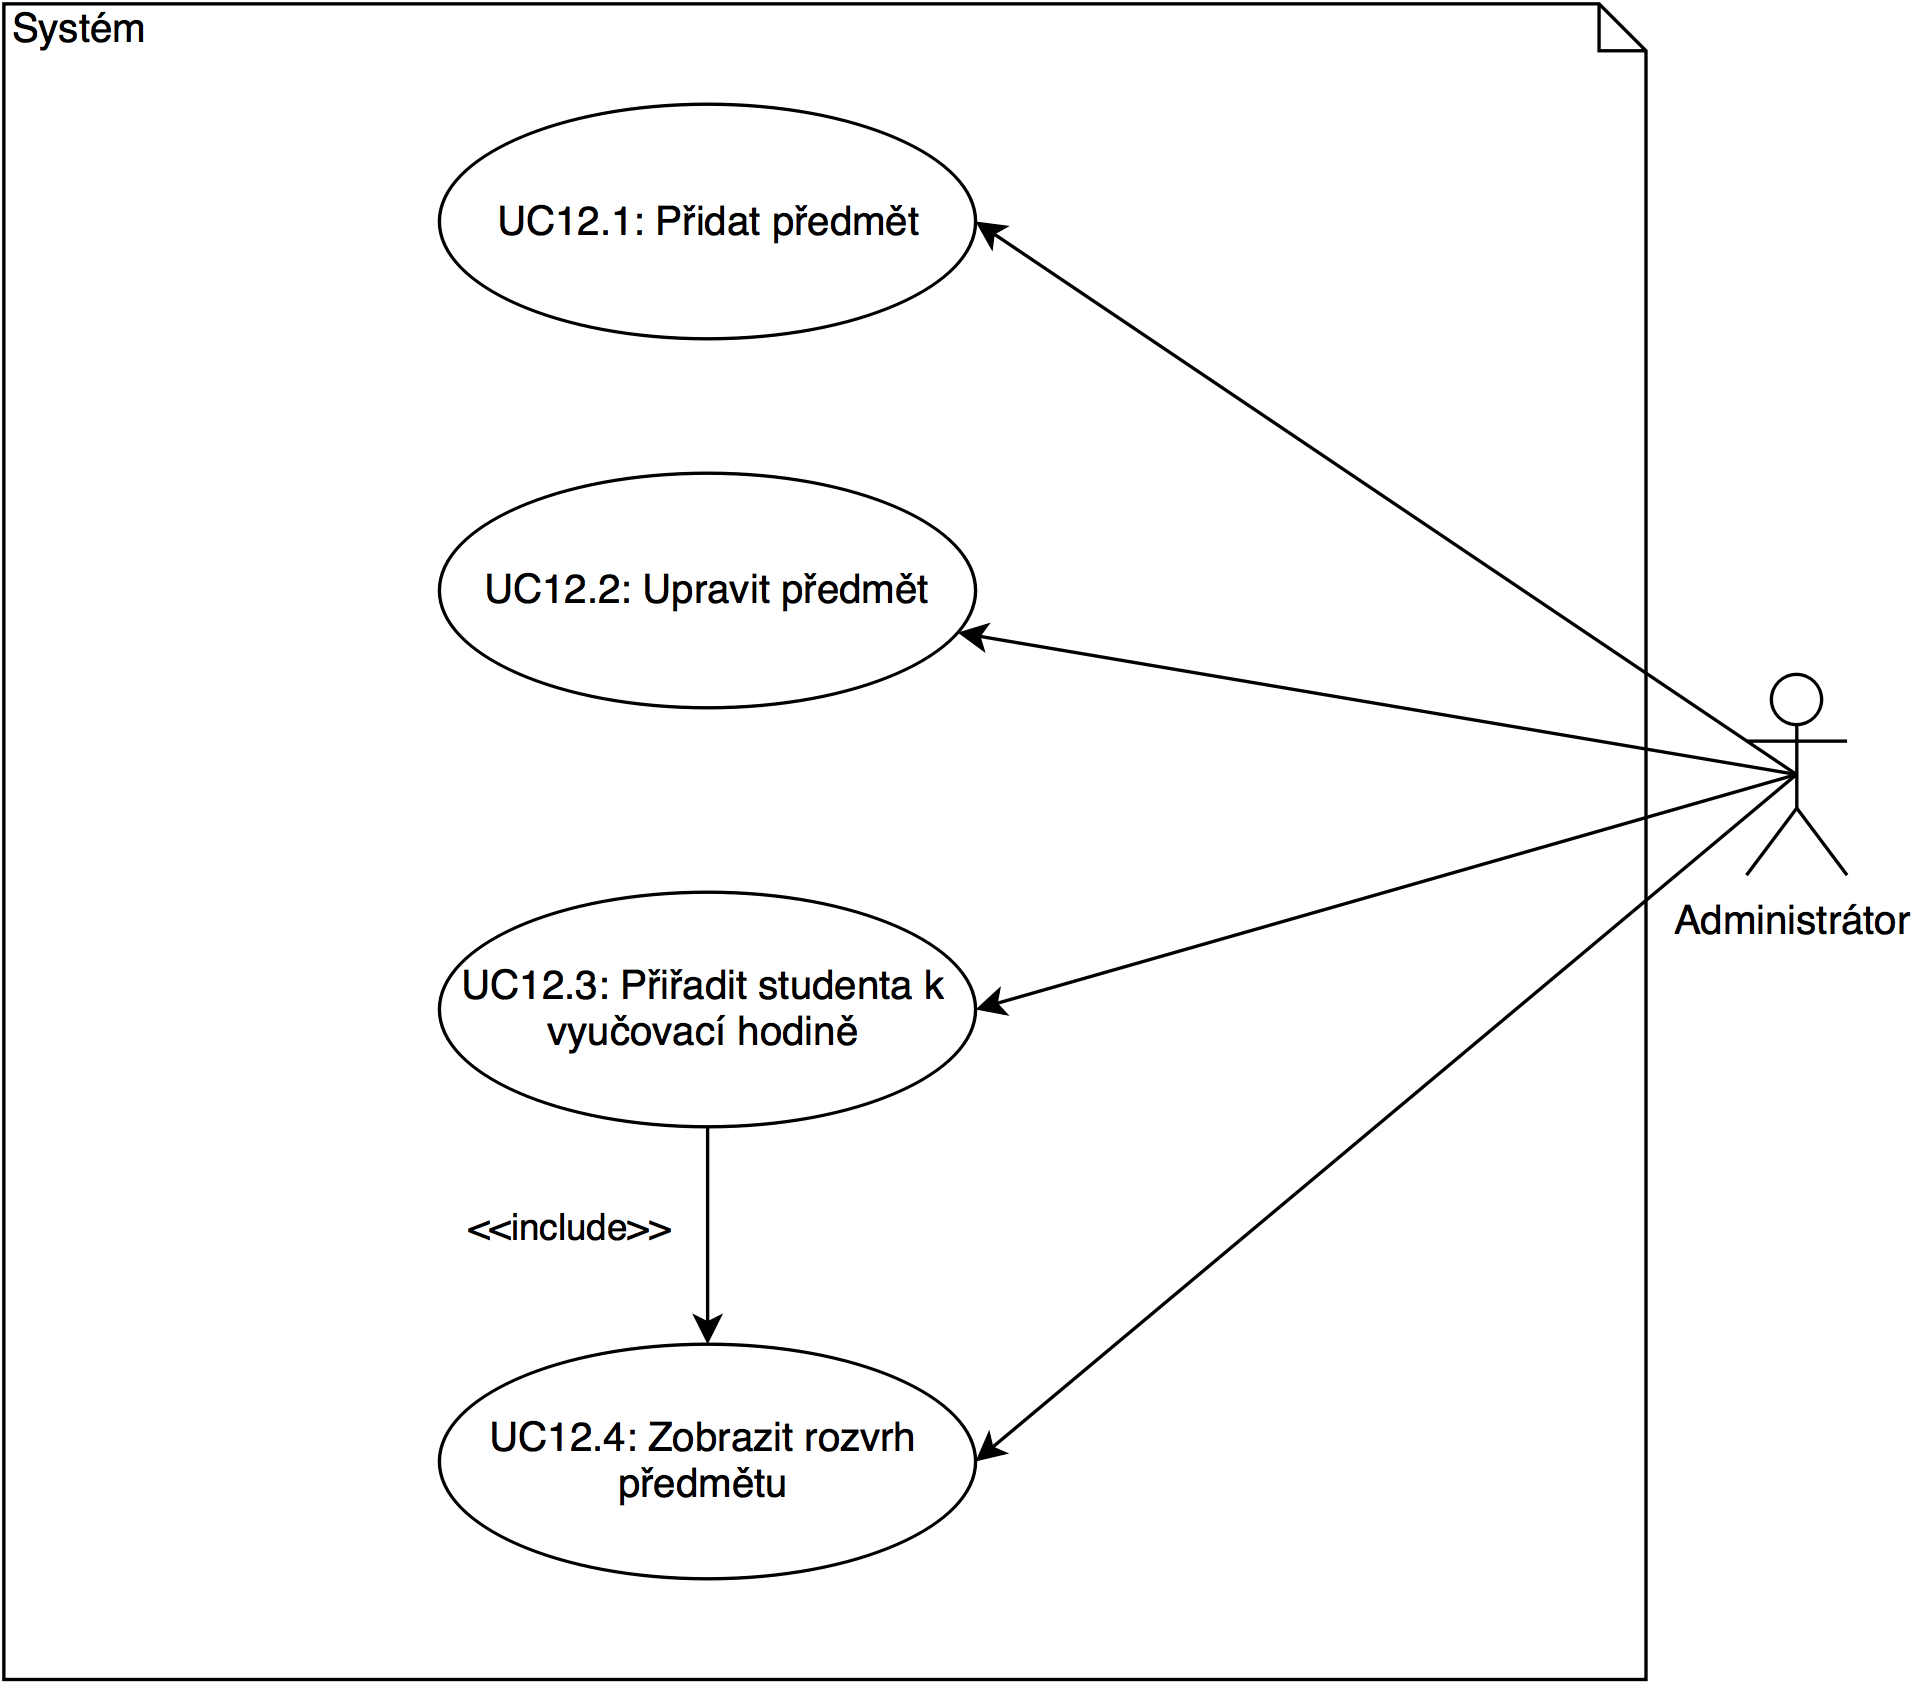 Systém
UC12.1: Přidat předmět
UC12.2: Upravit předmět
Administrátor
UC12.3: Přiřadit studenta k
vyučovací hodině
<<include>>
UC12.4: Zobrazit rozvrh
předmětu